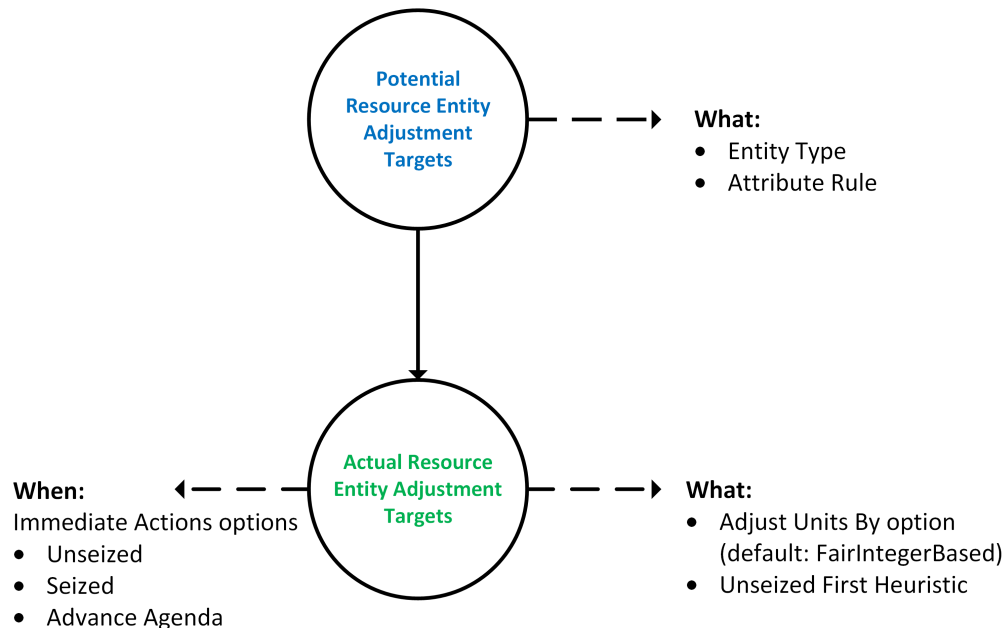 Potential
Resource Entity
Adjustment
Targets
What:
• Entity Type
• Attribute Rule
Actual Resource
Entity Adjustment
Targets
When:
Immediate Actions options
• Unseized
• Seized
• Advance Agenda
What:
• Adjust Units By option
(default: FairIntegerBased)
• Unseized First Heuristic